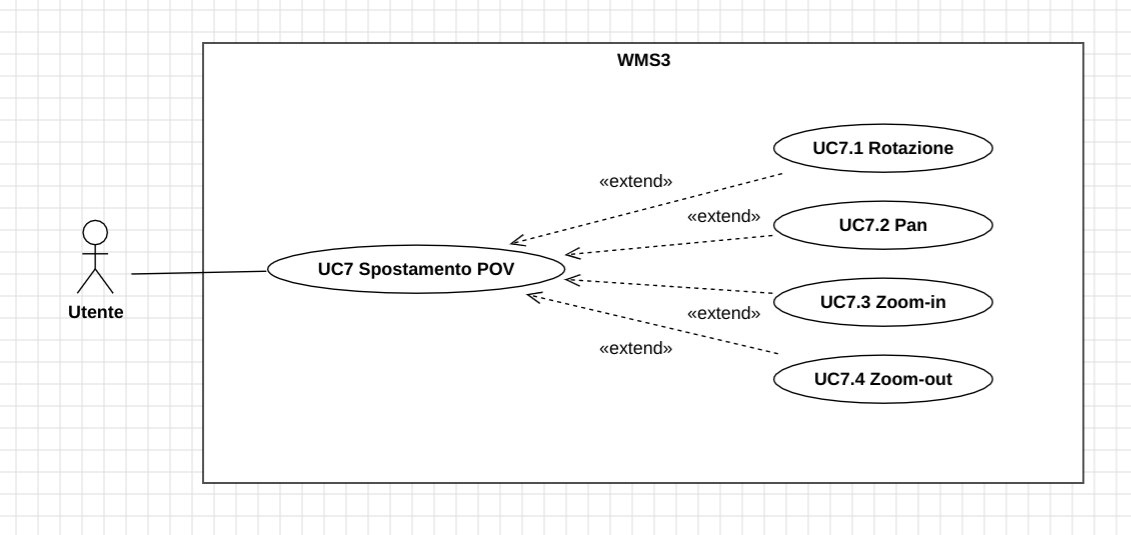 WMS3
UC7.1 Rotazione
«extend»
«extend»
UC7.2 Pan
UC7 Spostamento POV
UC7.3 Zoom-in
Utente
«extend»
«extend»
UC7.4 Zoom-out